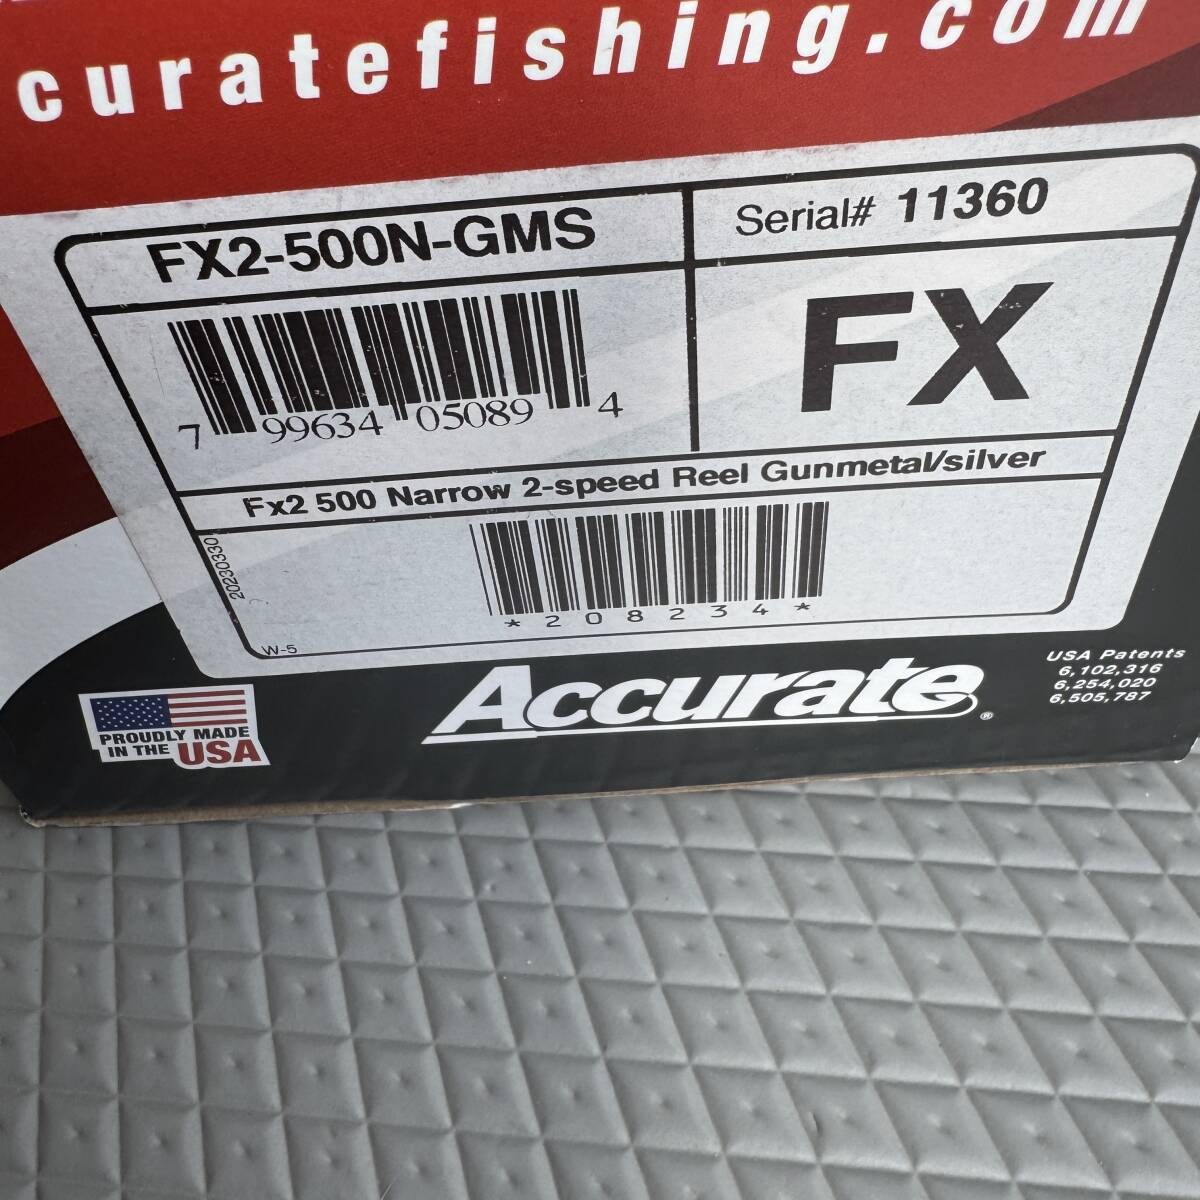 curatefishing.com
FX2-500N-GMS
Serial# 11360
7 99634 05089 4
FX
Fx2 500 Narrow 2-speed Reel Gunmetal/silver
20230330
*208234*
W-5
PROUDLY MADE
IN THE USA
Accurate®
USA Patents
6,102,316
6,254,020
6,505,787